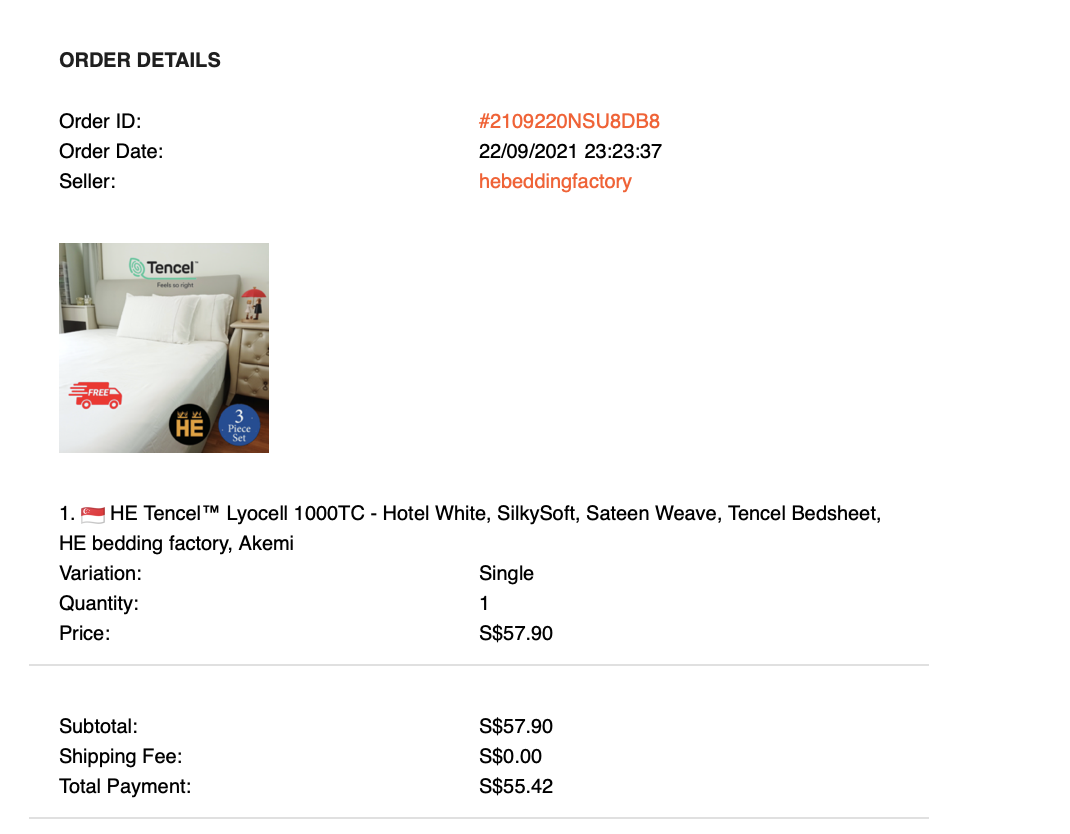 ORDER DETAILS
Order ID: #2109220NSU8DB8
Order Date: 22/09/2021 23:23:37
Seller: hebeddingfactory
Tencel™
Feels so right
FREE
HE
3
Piece
Set
1. 🇸🇬 HE Tencel™ Lyocell 1000TC - Hotel White, SilkySoft, Sateen Weave, Tencel Bedsheet,
HE bedding factory, Akemi
Variation: Single
Quantity: 1
Price: S$57.90
Subtotal: S$57.90
Shipping Fee: S$0.00
Total Payment: S$55.42